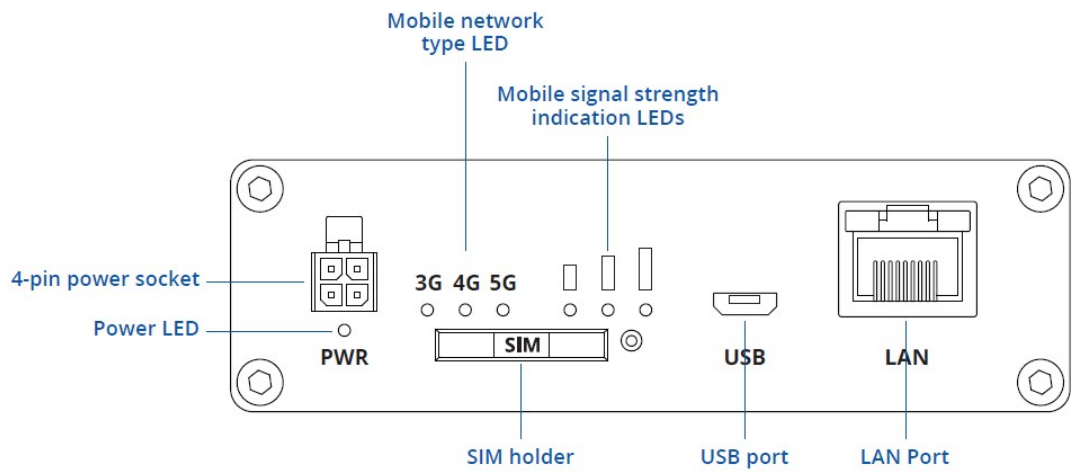 Mobile network
type LED
Mobile signal strength
indication LEDs
4-pin power socket
3G 4G 5G
Power LED
PWR
SIM
USB
LAN
SIM holder
USB port
LAN Port